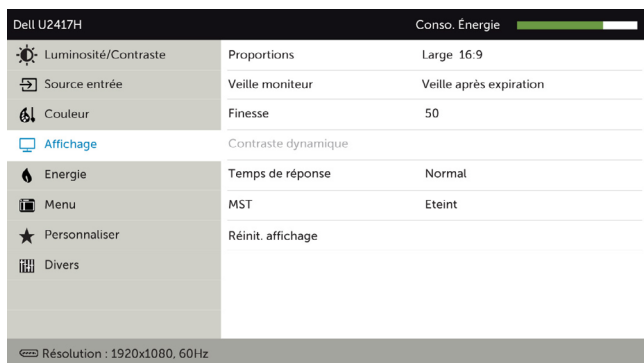 Dell U2417H Conso. Énergie
Luminosité/Contraste Proportions Large 16:9
Source entrée Veille moniteur Veille après expiration
Couleur Finesse 50
Affichage Contraste dynamique
Energie Temps de réponse Normal
Menu MST Eteint
Personnaliser Réinit. affichage
Divers
Résolution : 1920x1080, 60Hz